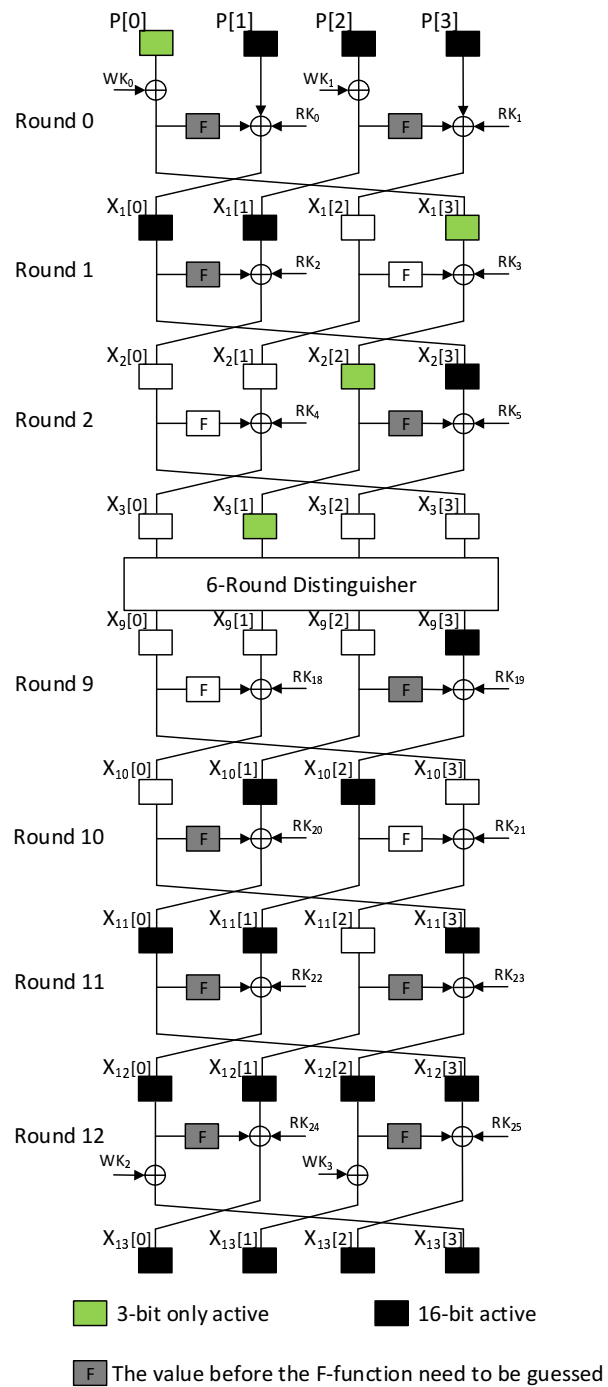 P[0] P[1] P[2] P[3]
WK₀ WK₁
Round 0 F RK₀ F RK₁
X₁[0] X₁[1] X₁[2] X₁[3]
Round 1 F RK₂ F RK₃
X₂[0] X₂[1] X₂[2] X₂[3]
Round 2 F RK₄ F RK₅
X₃[0] X₃[1] X₃[2] X₃[3]
6-Round Distinguisher
X₉[0] X₉[1] X₉[2] X₉[3]
Round 9 F RK₁₈ F RK₁₉
X₁₀[0] X₁₀[1] X₁₀[2] X₁₀[3]
Round 10 F RK₂₀ F RK₂₁
X₁₁[0] X₁₁[1] X₁₁[2] X₁₁[3]
Round 11 F RK₂₂ F RK₂₃
X₁₂[0] X₁₂[1] X₁₂[2] X₁₂[3]
Round 12 F RK₂₄ F RK₂₅
WK₂ WK₃
X₁₃[0] X₁₃[1] X₁₃[2] X₁₃[3]
3-bit only active 16-bit active
F The value before the F-function need to be guessed